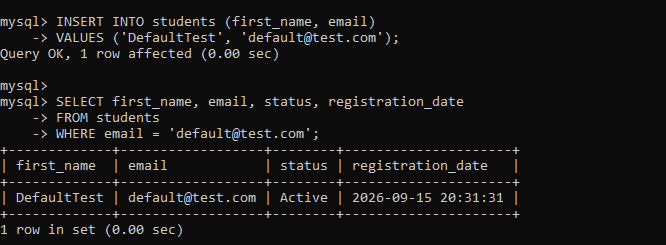 mysql> INSERT INTO students (first_name, email)
    -> VALUES ('DefaultTest', 'default@test.com');
Query OK, 1 row affected (0.00 sec)

mysql>
mysql> SELECT first_name, email, status, registration_date
    -> FROM students
    -> WHERE email = 'default@test.com';
+-------------+------------------+--------+---------------------+
| first_name  | email            | status | registration_date   |
+-------------+------------------+--------+---------------------+
| DefaultTest | default@test.com | Active | 2026-09-15 20:31:31 |
+-------------+------------------+--------+---------------------+
1 row in set (0.00 sec)